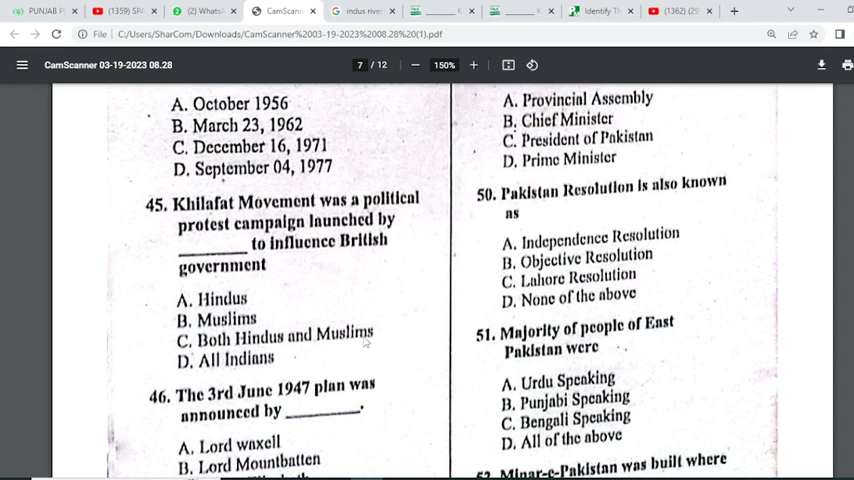 PUNJAB P
(1359) SPA
(2) Whats
CamScann
indus rive
K
K
Identify Th
(1362) (29
File
C:/Users/SharCom/Downloads/CamScanner%2003-19-2023%2008.28%20(1).pdf
CamScanner 03-19-2023 08.28
7 / 12
150%
A. October 1956
B. March 23, 1962
C. December 16, 1971
D. September 04, 1977
45. Khilafat Movement was a political
protest campaign launched by
________ to influence British
government
A. Hindus
B. Muslims
C. Both Hindus and Muslims
D. All Indians
46. The 3rd June 1947 plan was
announced by ________.
A. Lord waxell
B. Lord Mountbatten
A. Provincial Assembly
B. Chief Minister
C. President of Pakistan
D. Prime Minister
50. Pakistan Resolution is also known
as
A. Independence Resolution
B. Objective Resolution
C. Lahore Resolution
D. None of the above
51. Majority of people of East
Pakistan were
A. Urdu Speaking
B. Punjabi Speaking
C. Bengali Speaking
D. All of the above
52. Minar-e-Pakistan was built where